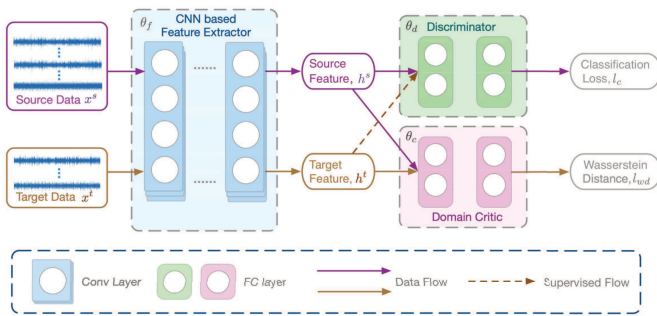 θf
CNN based
Feature Extractor
Source Data xˢ
Target Data xᵗ
Source
Feature, hˢ
Target
Feature, hᵗ
θd
Discriminator
θc
Domain Critic
Classification
Loss, lc
Wasserstein
Distance, lwd
Conv Layer
FC layer
Data Flow
Supervised Flow